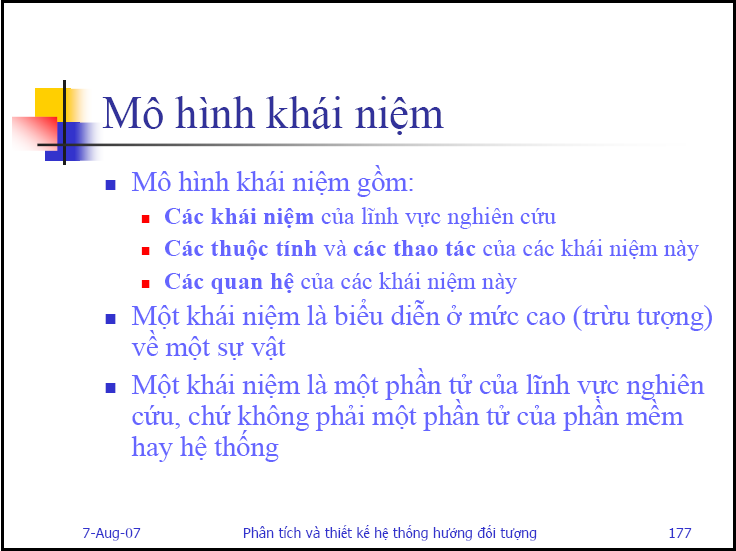 Mô hình khái niệm
Mô hình khái niệm gồm:
Các khái niệm của lĩnh vực nghiên cứu
Các thuộc tính và các thao tác của các khái niệm này
Các quan hệ của các khái niệm này
Một khái niệm là biểu diễn ở mức cao (trừu tượng)
về một sự vật
Một khái niệm là một phần tử của lĩnh vực nghiên
cứu, chứ không phải một phần tử của phần mềm
hay hệ thống
7-Aug-07 Phân tích và thiết kế hệ thống hướng đối tượng 177